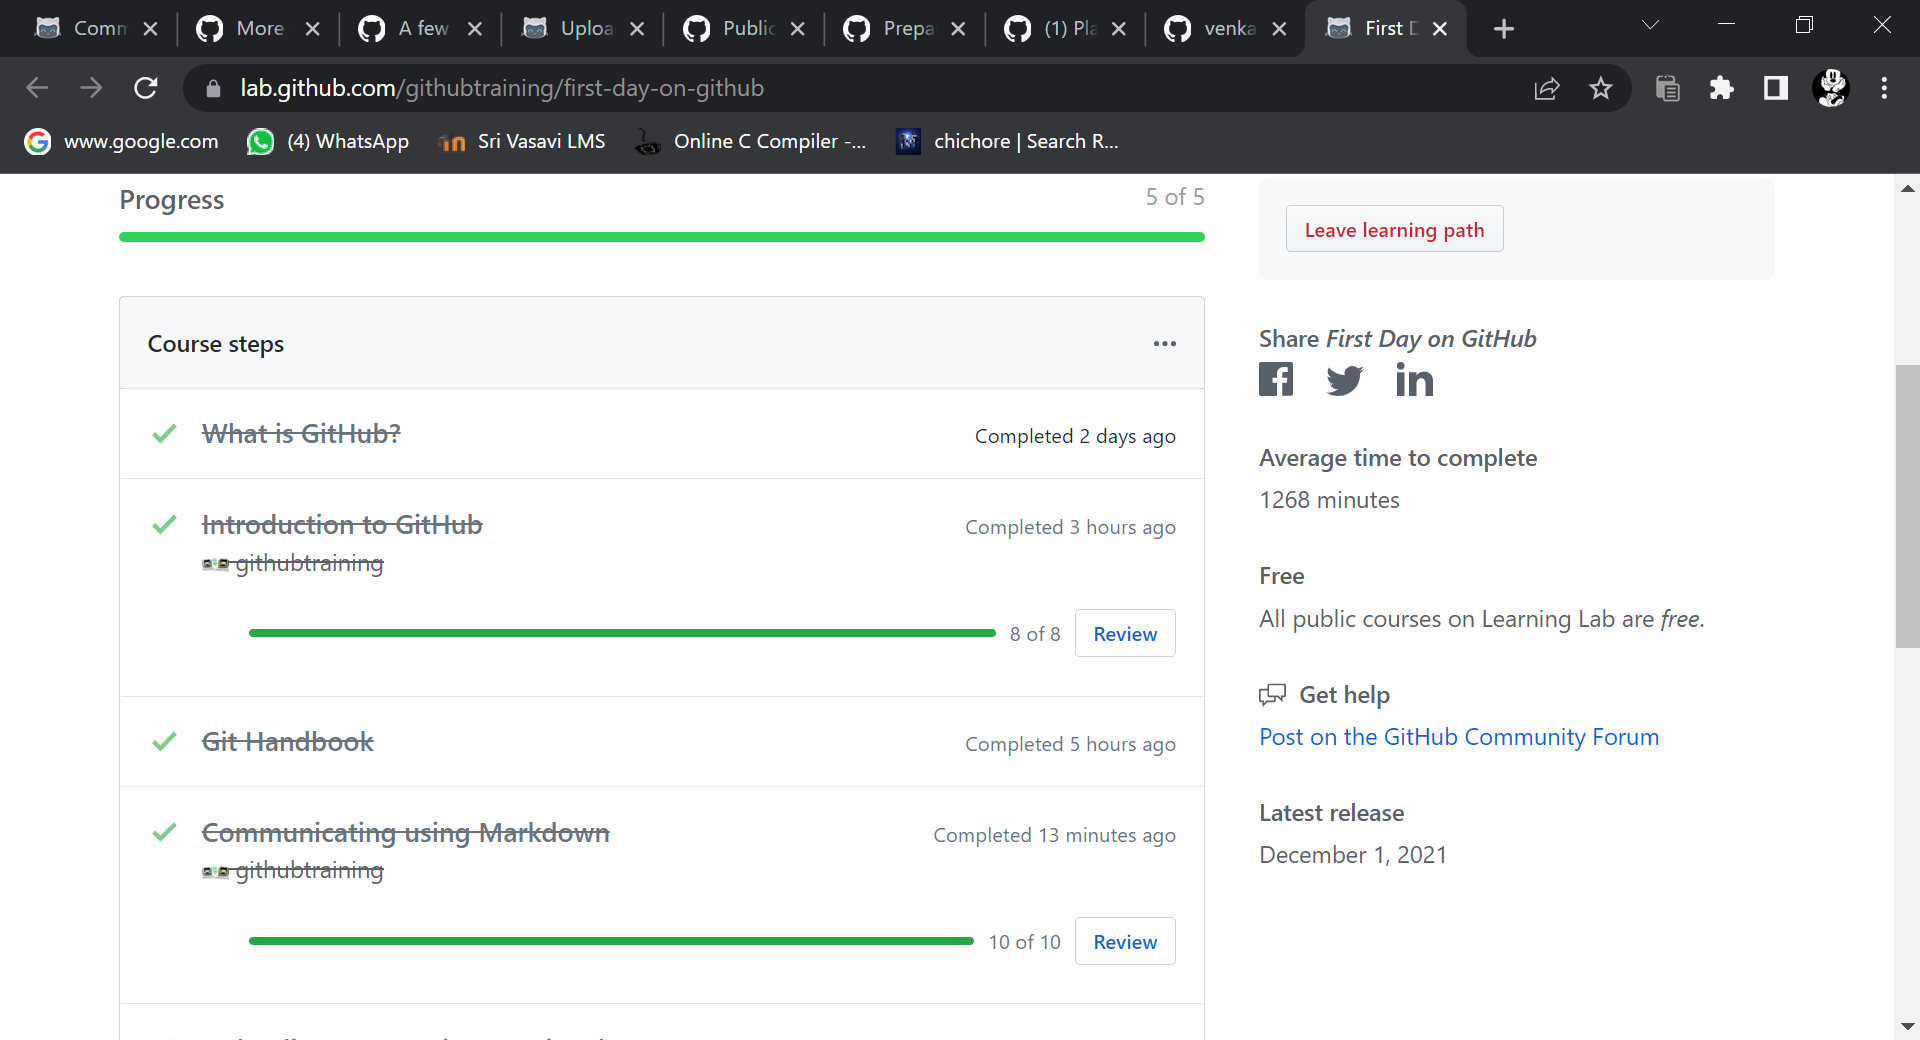 Comm
More
A few
Uploa
Public
Prepa
(1) Pla
venka
First D
lab.github.com/githubtraining/first-day-on-github
www.google.com
(4) WhatsApp
Sri Vasavi LMS
Online C Compiler -...
chichore | Search R...
Progress
5 of 5
Course steps
What is GitHub?
Completed 2 days ago
Introduction to GitHub
Completed 3 hours ago
githubtraining
8 of 8
Review
Git Handbook
Completed 5 hours ago
Communicating using Markdown
Completed 13 minutes ago
githubtraining
10 of 10
Review
Leave learning path
Share First Day on GitHub
Average time to complete
1268 minutes
Free
All public courses on Learning Lab are free.
Get help
Post on the GitHub Community Forum
Latest release
December 1, 2021